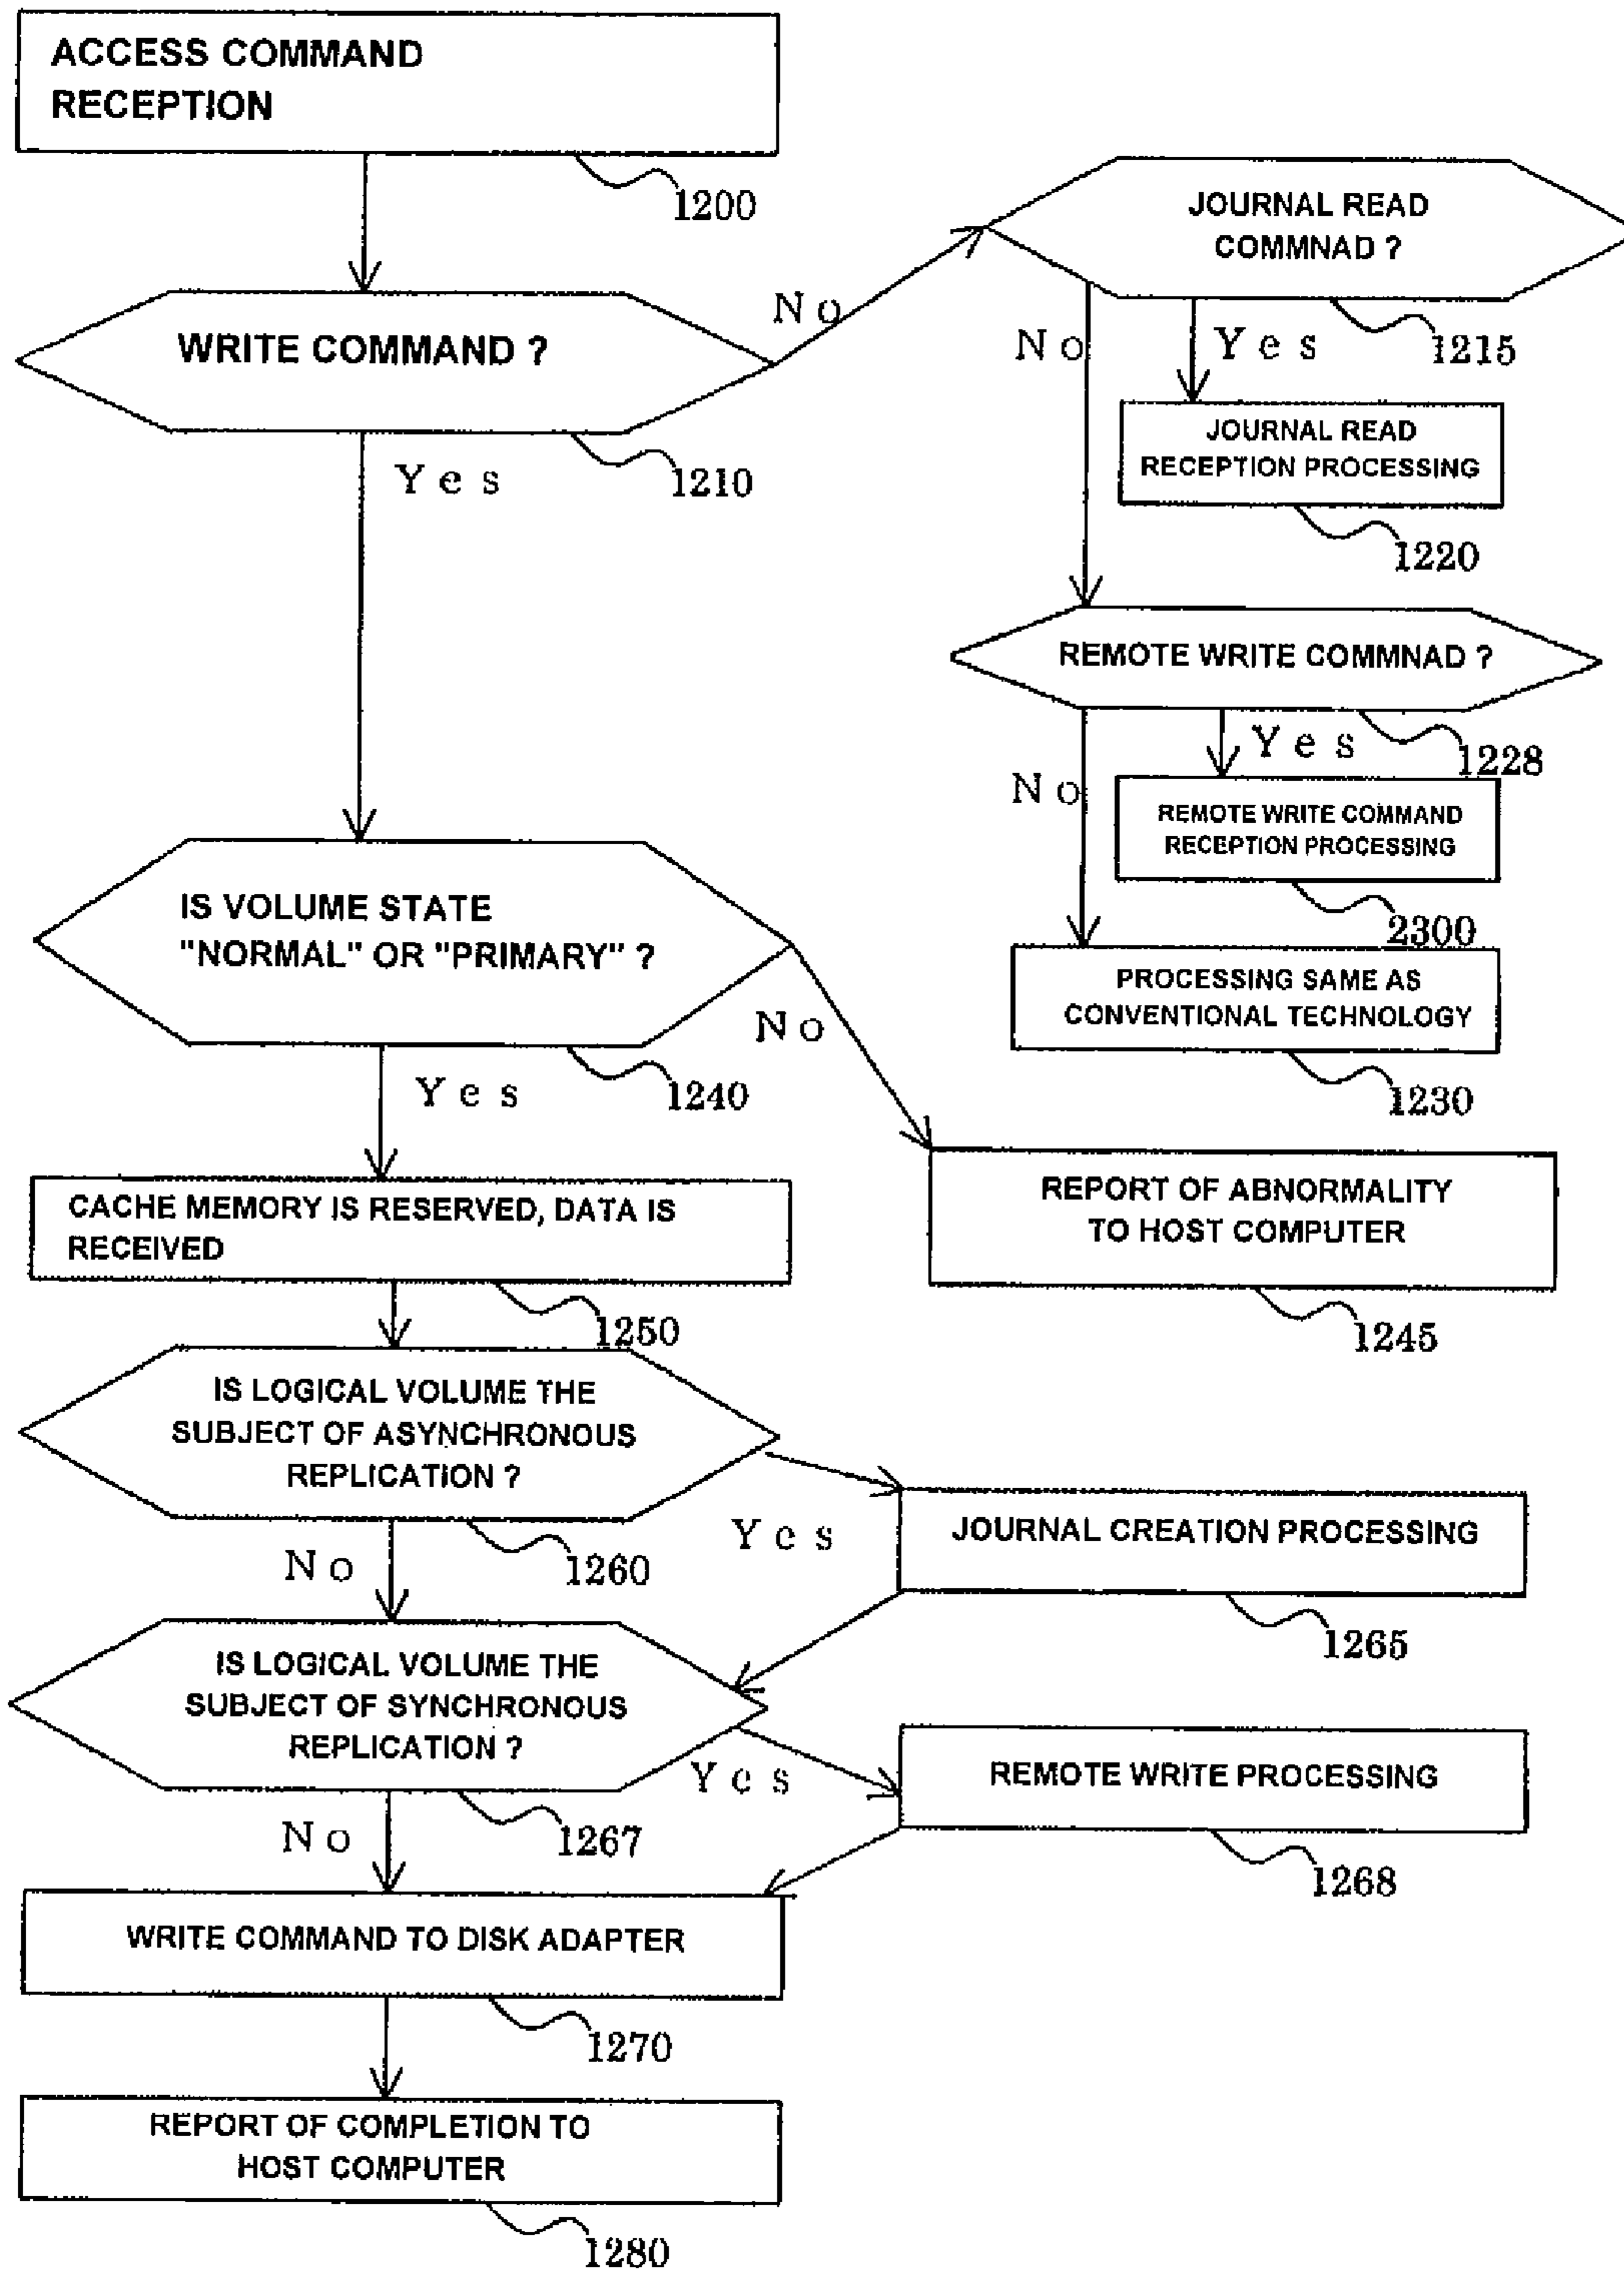 ACCESS COMMAND
RECEPTION
1200
JOURNAL READ
COMMNAD ?
1215
WRITE COMMAND ?
No
1210
Yes
No
Yes
JOURNAL READ
RECEPTION PROCESSING
1220
REMOTE WRITE COMMNAD ?
1228
Yes
No
REMOTE WRITE COMMAND
RECEPTION PROCESSING
2300
PROCESSING SAME AS
CONVENTIONAL TECHNOLOGY
1230
IS VOLUME STATE
"NORMAL" OR "PRIMARY" ?
No
1240
Yes
REPORT OF ABNORMALITY
TO HOST COMPUTER
1245
CACHE MEMORY IS RESERVED, DATA IS
RECEIVED
1250
IS LOGICAL VOLUME THE
SUBJECT OF ASYNCHRONOUS
REPLICATION ?
Yes
1260
No
JOURNAL CREATION PROCESSING
1265
IS LOGICAL VOLUME THE
SUBJECT OF SYNCHRONOUS
REPLICATION ?
Yes
1267
No
REMOTE WRITE PROCESSING
1268
WRITE COMMAND TO DISK ADAPTER
1270
REPORT OF COMPLETION TO
HOST COMPUTER
1280